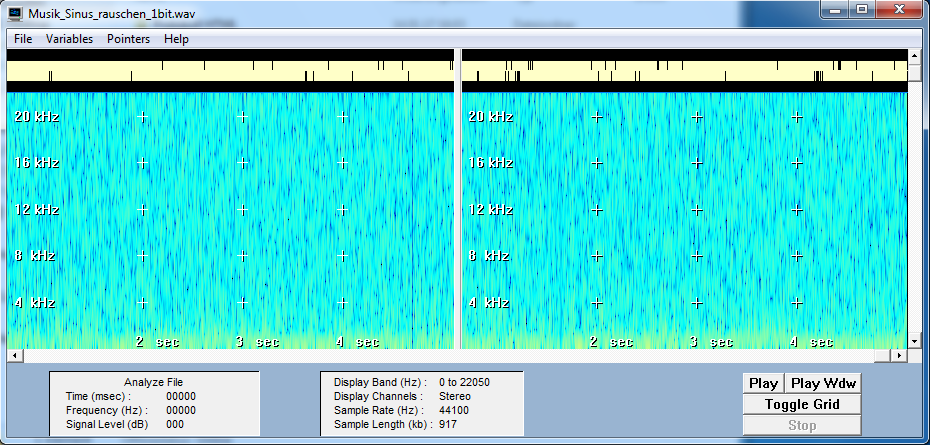 Musik_Sinus_rauschen_1bit.wav
File Variables Pointers Help
20 kHz 20 kHz
16 kHz 16 kHz
12 kHz 12 kHz
8 kHz 8 kHz
4 kHz 4 kHz
2 sec 3 sec 4 sec 2 sec 3 sec 4 sec
Analyze File
Time (msec) : 00000
Frequency (Hz) : 00000
Signal Level (dB) 000
Display Band (Hz) : 0 to 22050
Display Channels : Stereo
Sample Rate (Hz) : 44100
Sample Length (kb) : 917
Play Play Wdw
Toggle Grid
Stop